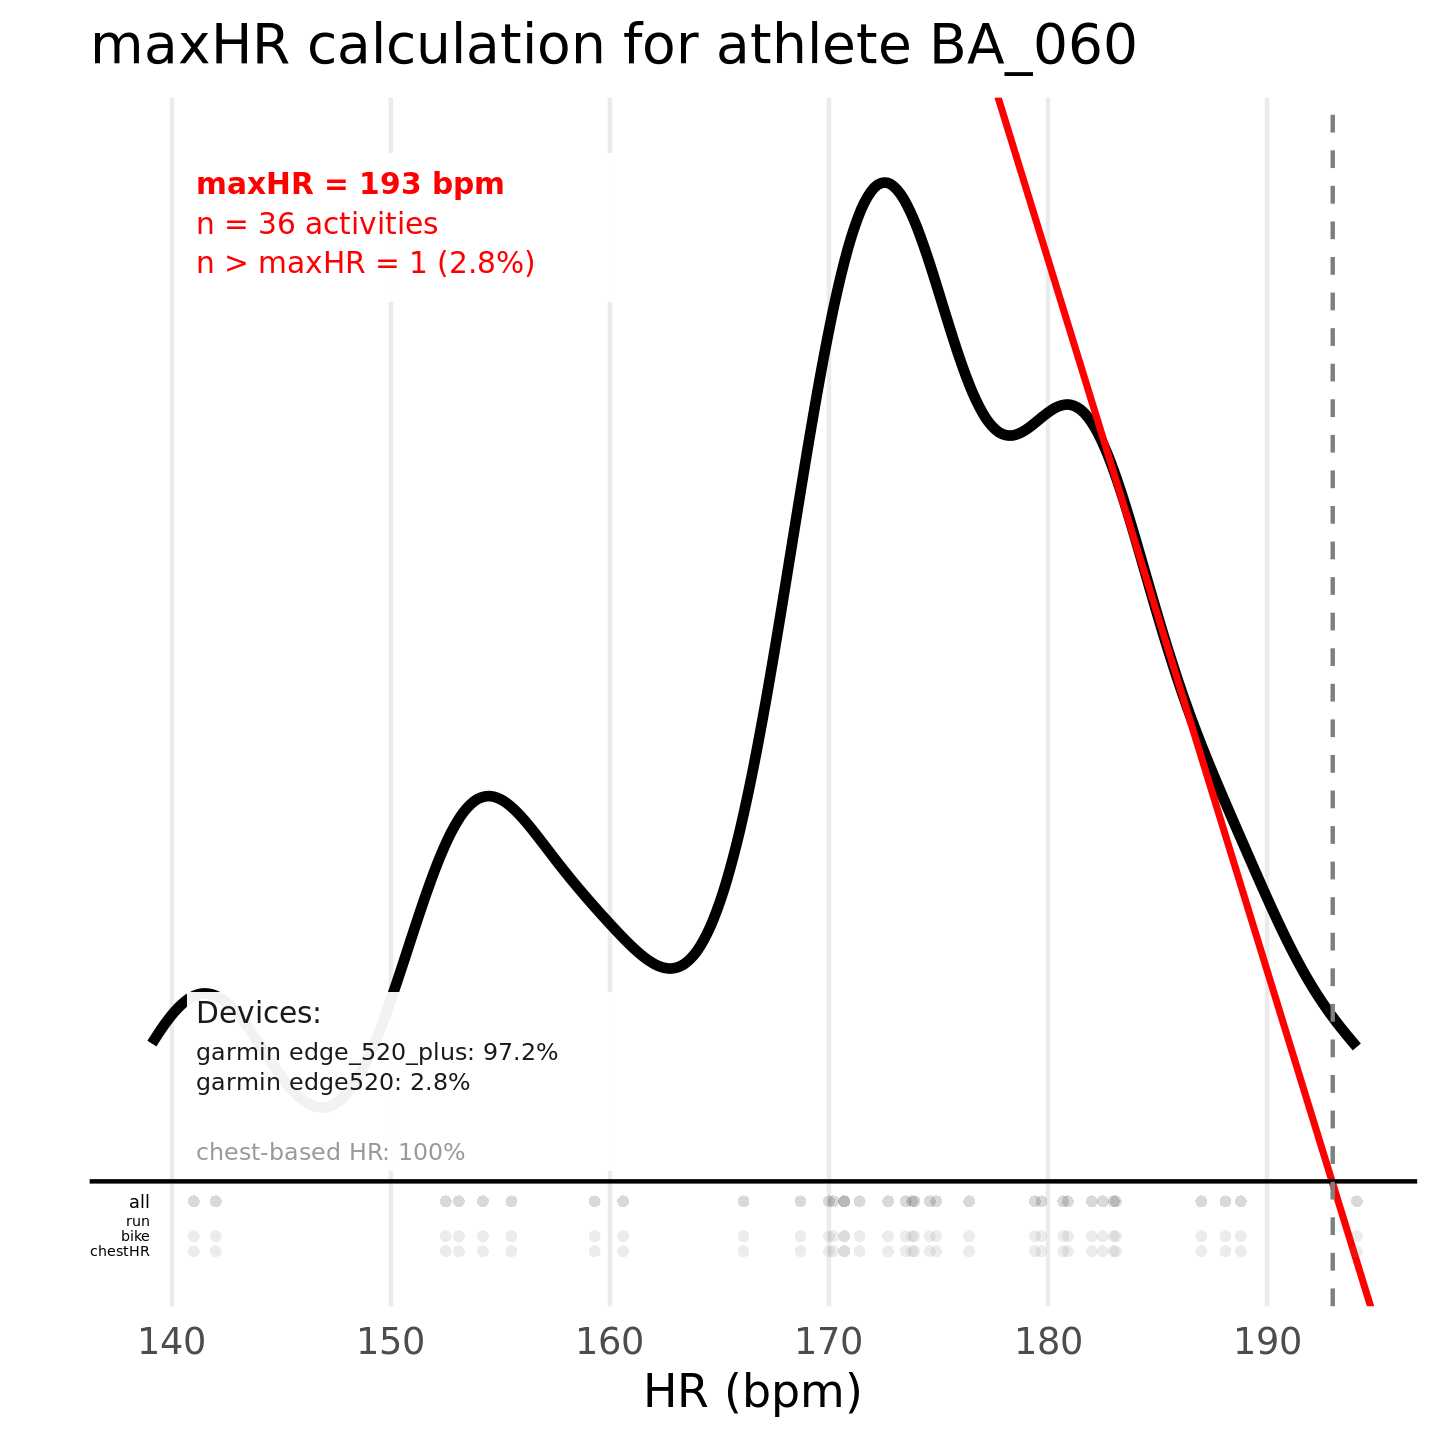 maxHR calculation for athlete BA_060
maxHR = 193 bpm
n = 36 activities
n > maxHR = 1 (2.8%)
Devices:
garmin edge_520_plus: 97.2%
garmin edge520: 2.8%
chest-based HR: 100%
all
run
bike
chestHR
140 150 160 170 180 190
HR (bpm)